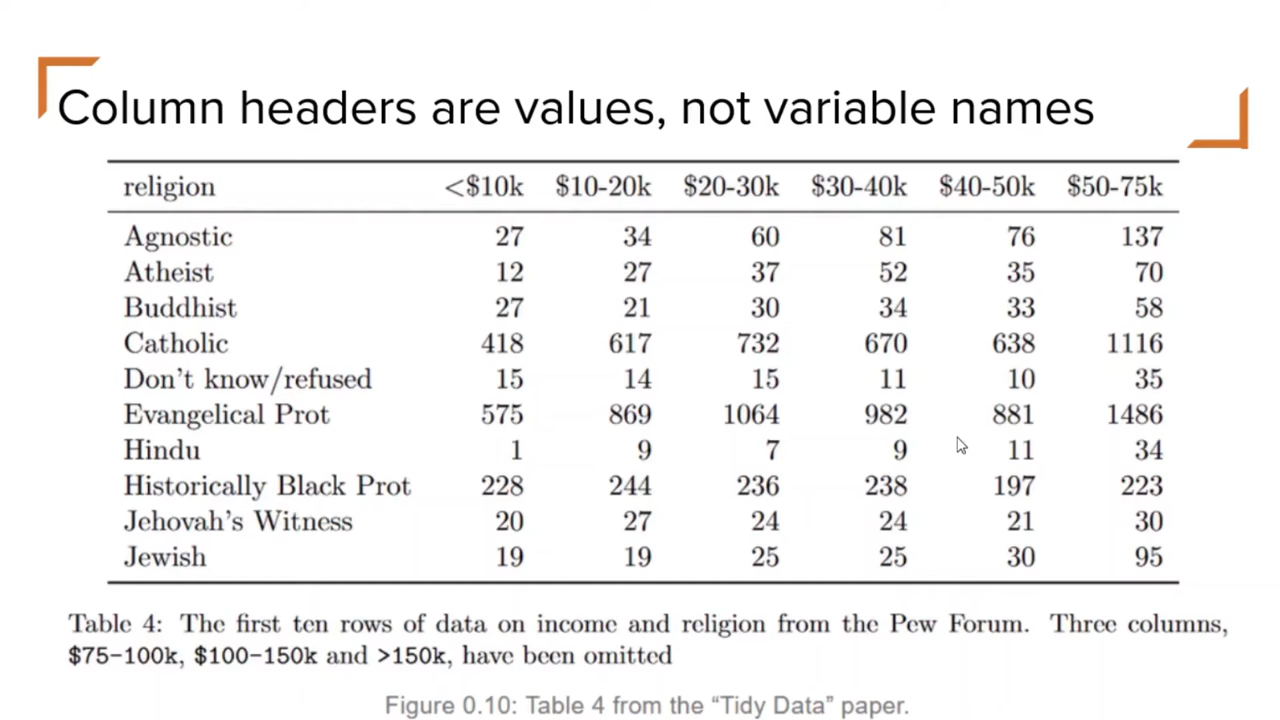 Column headers are values, not variable names
religion <$10k $10-20k $20-30k $30-40k $40-50k $50-75k
Agnostic 27 34 60 81 76 137
Atheist 12 27 37 52 35 70
Buddhist 27 21 30 34 33 58
Catholic 418 617 732 670 638 1116
Don't know/refused 15 14 15 11 10 35
Evangelical Prot 575 869 1064 982 881 1486
Hindu 1 9 7 9 11 34
Historically Black Prot 228 244 236 238 197 223
Jehovah's Witness 20 27 24 24 21 30
Jewish 19 19 25 25 30 95
Table 4: The first ten rows of data on income and religion from the Pew Forum. Three columns,
$75-100k, $100-150k and >150k, have been omitted
Figure 0.10: Table 4 from the “Tidy Data” paper.